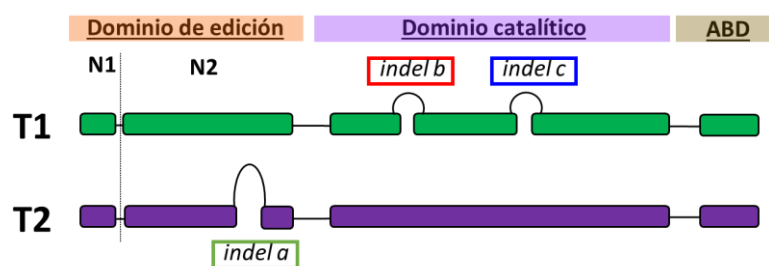 Dominio de edición Dominio catalítico ABD
N1 N2 indel b indel c
T1
T2
indel a